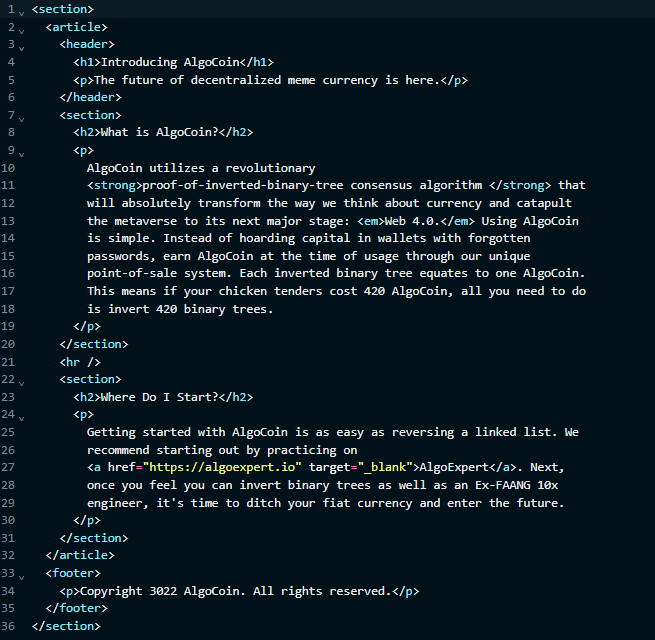 1 <section>
2 <article>
3 <header>
4 <h1>Introducing AlgoCoin</h1>
5 <p>The future of decentralized meme currency is here.</p>
6 </header>
7 <section>
8 <h2>What is AlgoCoin?</h2>
9 <p>
10 AlgoCoin utilizes a revolutionary
11 <strong>proof-of-inverted-binary-tree consensus algorithm </strong> that
12 will absolutely transform the way we think about currency and catapult
13 the metaverse to its next major stage: <em>Web 4.0.</em> Using AlgoCoin
14 is simple. Instead of hoarding capital in wallets with forgotten
15 passwords, earn AlgoCoin at the time of usage through our unique
16 point-of-sale system. Each inverted binary tree equates to one AlgoCoin.
17 This means if your chicken tenders cost 420 AlgoCoin, all you need to do
18 is invert 420 binary trees.
19 </p>
20 </section>
21 <hr />
22 <section>
23 <h2>Where Do I Start?</h2>
24 <p>
25 Getting started with AlgoCoin is as easy as reversing a linked list. We
26 recommend starting out by practicing on
27 <a href="https://algoexpert.io" target="_blank">AlgoExpert</a>. Next,
28 once you feel you can invert binary trees as well as an Ex-FAANG 10x
29 engineer, it's time to ditch your fiat currency and enter the future.
30 </p>
31 </section>
32 </article>
33 <footer>
34 <p>Copyright 3022 AlgoCoin. All rights reserved.</p>
35 </footer>
36 </section>